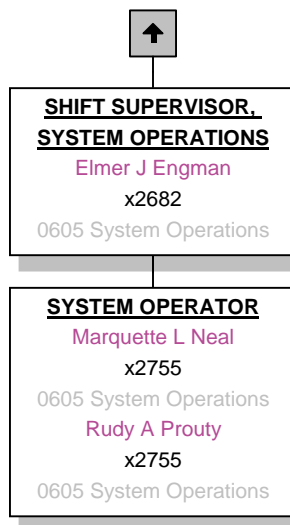 SHIFT SUPERVISOR,
SYSTEM OPERATIONS
Elmer J Engman
x2682
0605 System Operations
SYSTEM OPERATOR
Marquette L Neal
x2755
0605 System Operations
Rudy A Prouty
x2755
0605 System Operations